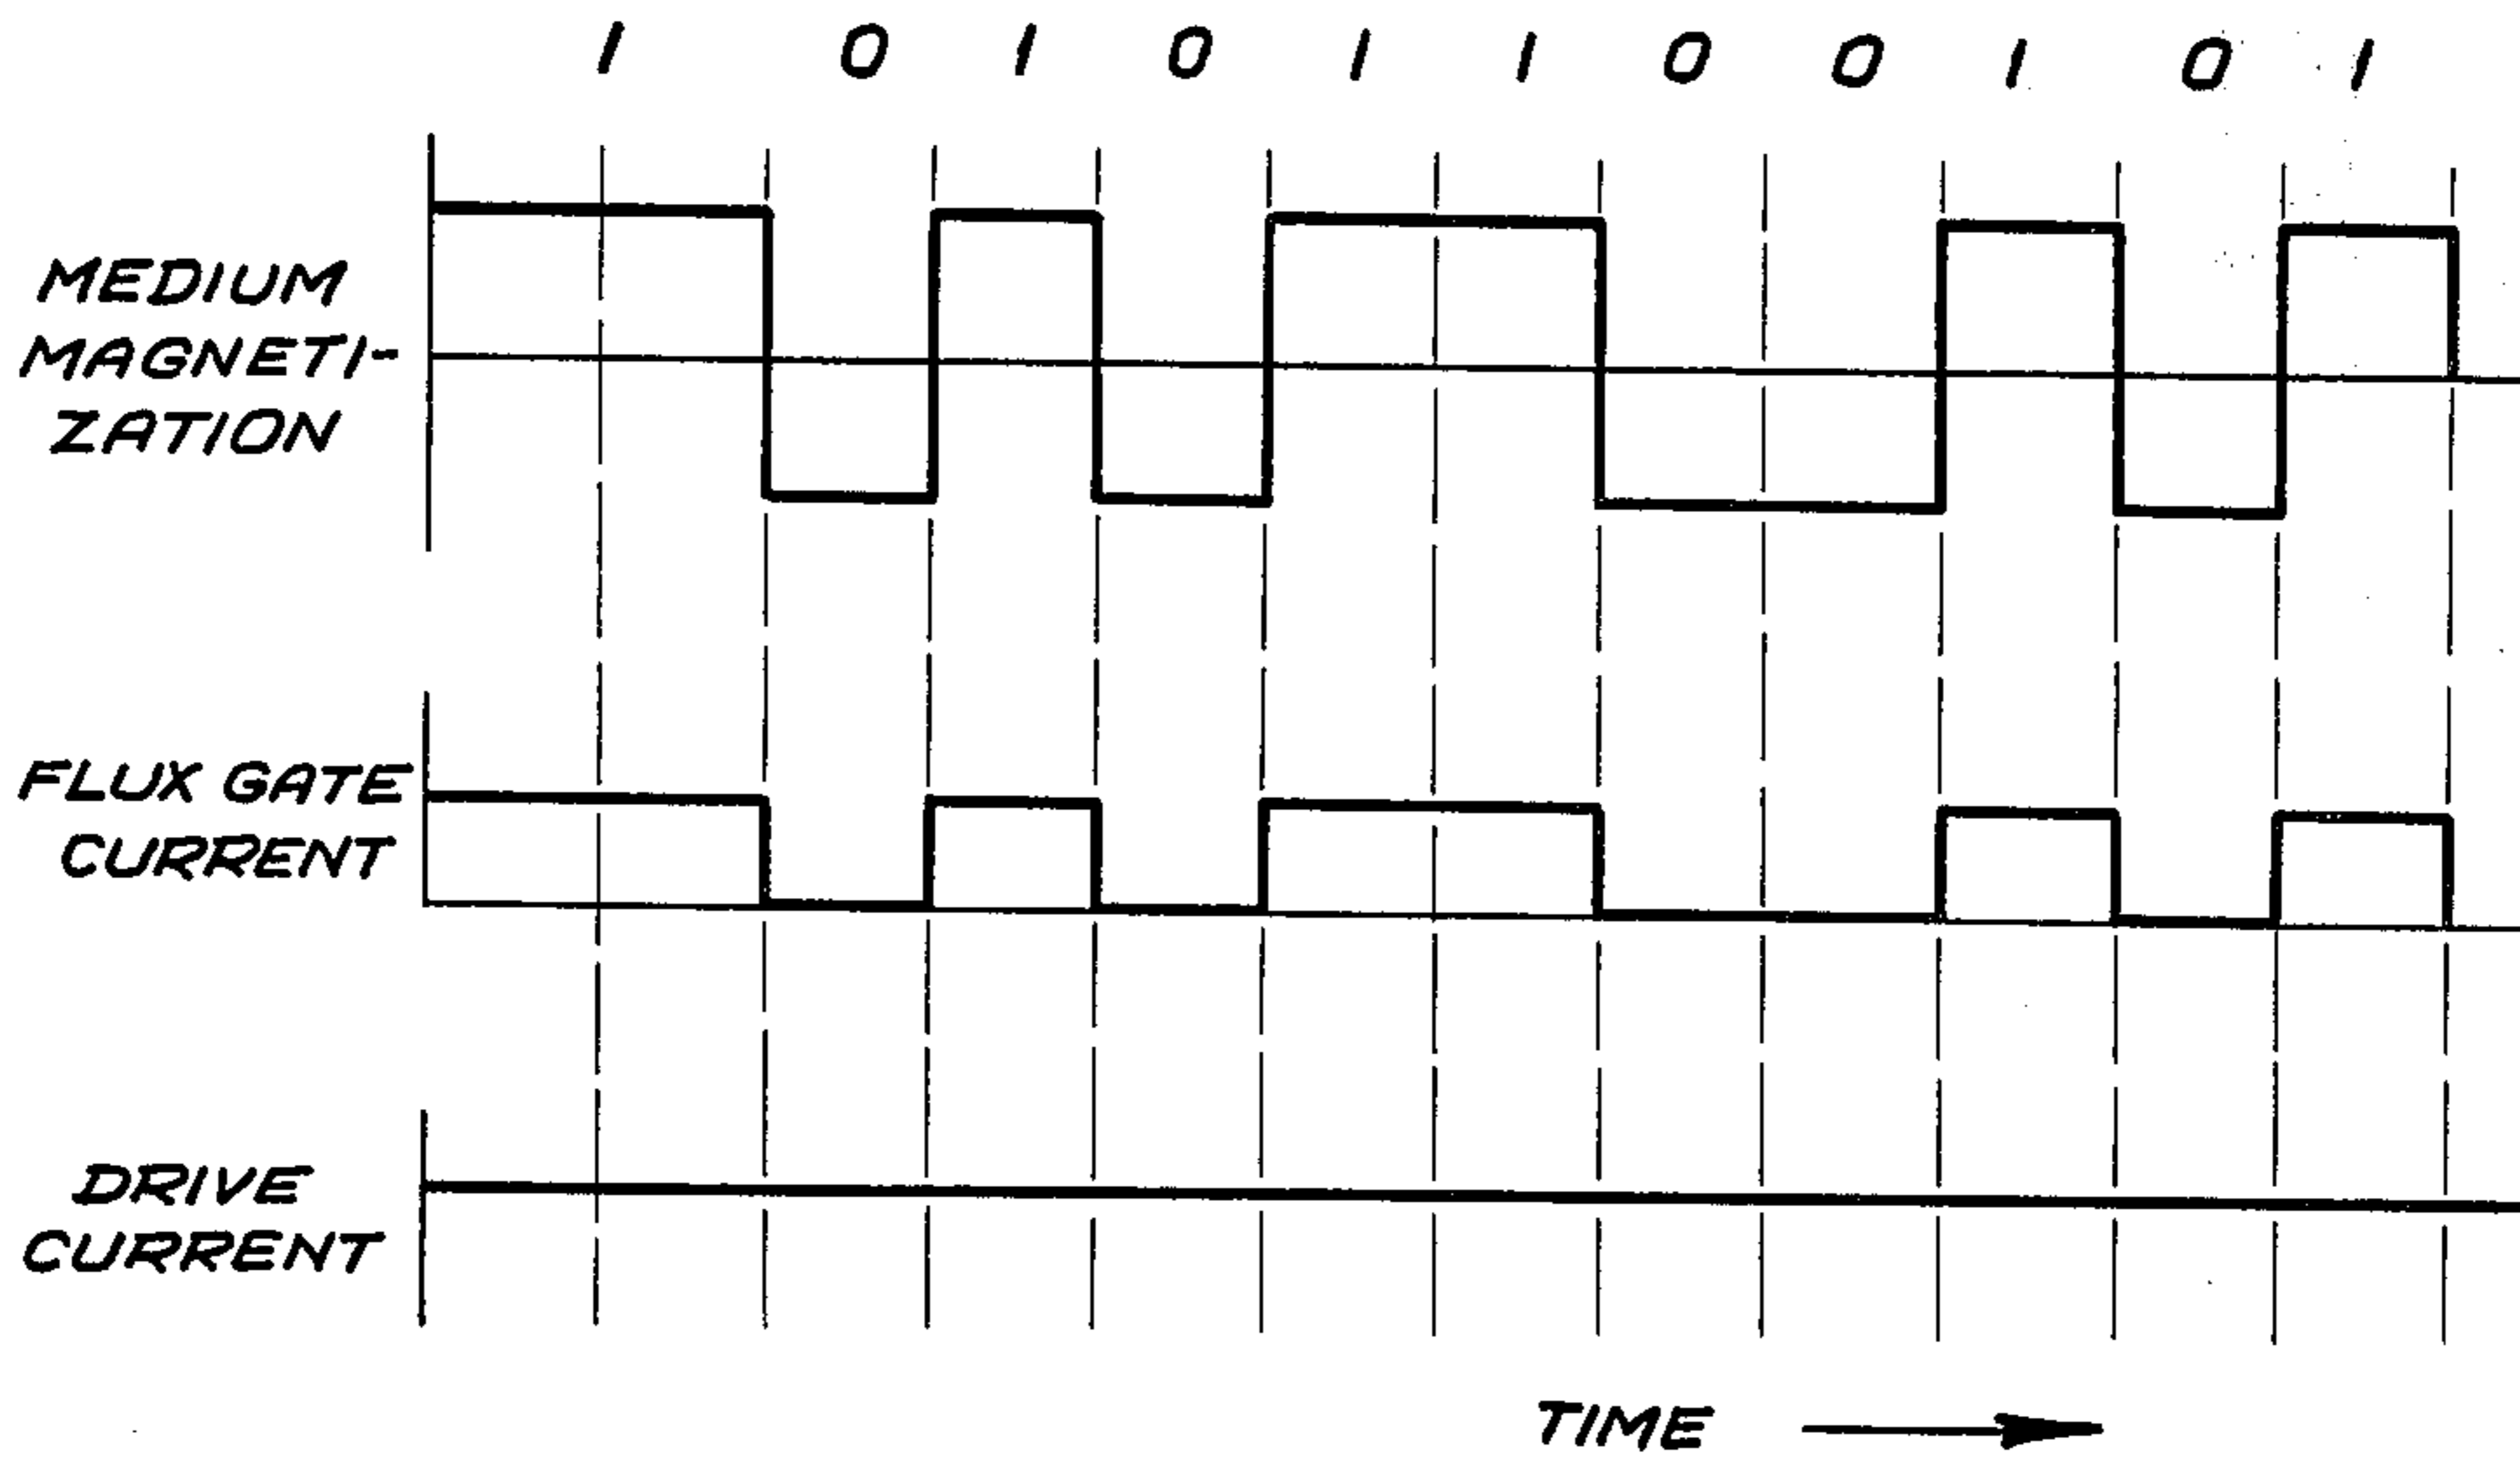 1 0 1 0 1 1 0 0 1 0 1
MEDIUM
MAGNETI-
ZATION
FLUX GATE
CURRENT
DRIVE
CURRENT
TIME